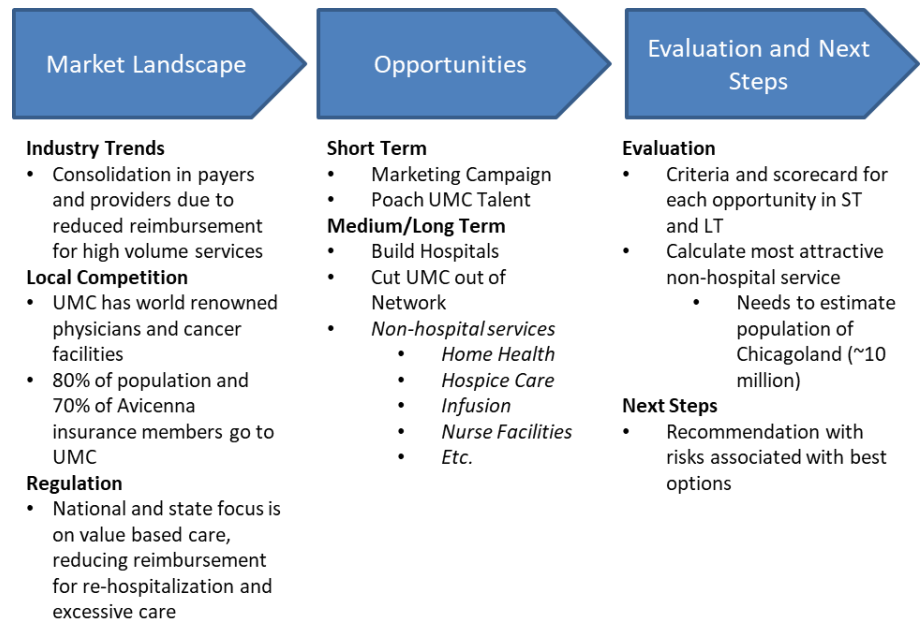 Market Landscape
Industry Trends
• Consolidation in payers
and providers due to
reduced reimbursement
for high volume services
Local Competition
• UMC has world renowned
physicians and cancer
facilities
• 80% of population and
70% of Avicenna
insurance members go to
UMC
Regulation
• National and state focus is
on value based care,
reducing reimbursement
for re-hospitalization and
excessive care
Opportunities
Short Term
• Marketing Campaign
• Poach UMC Talent
Medium/Long Term
• Build Hospitals
• Cut UMC out of
Network
• Non-hospital services
• Home Health
• Hospice Care
• Infusion
• Nurse Facilities
• Etc.
Evaluation and Next
Steps
Evaluation
• Criteria and scorecard for
each opportunity in ST
and LT
• Calculate most attractive
non-hospital service
• Needs to estimate
population of
Chicagoland (~10
million)
Next Steps
• Recommendation with
risks associated with best
options